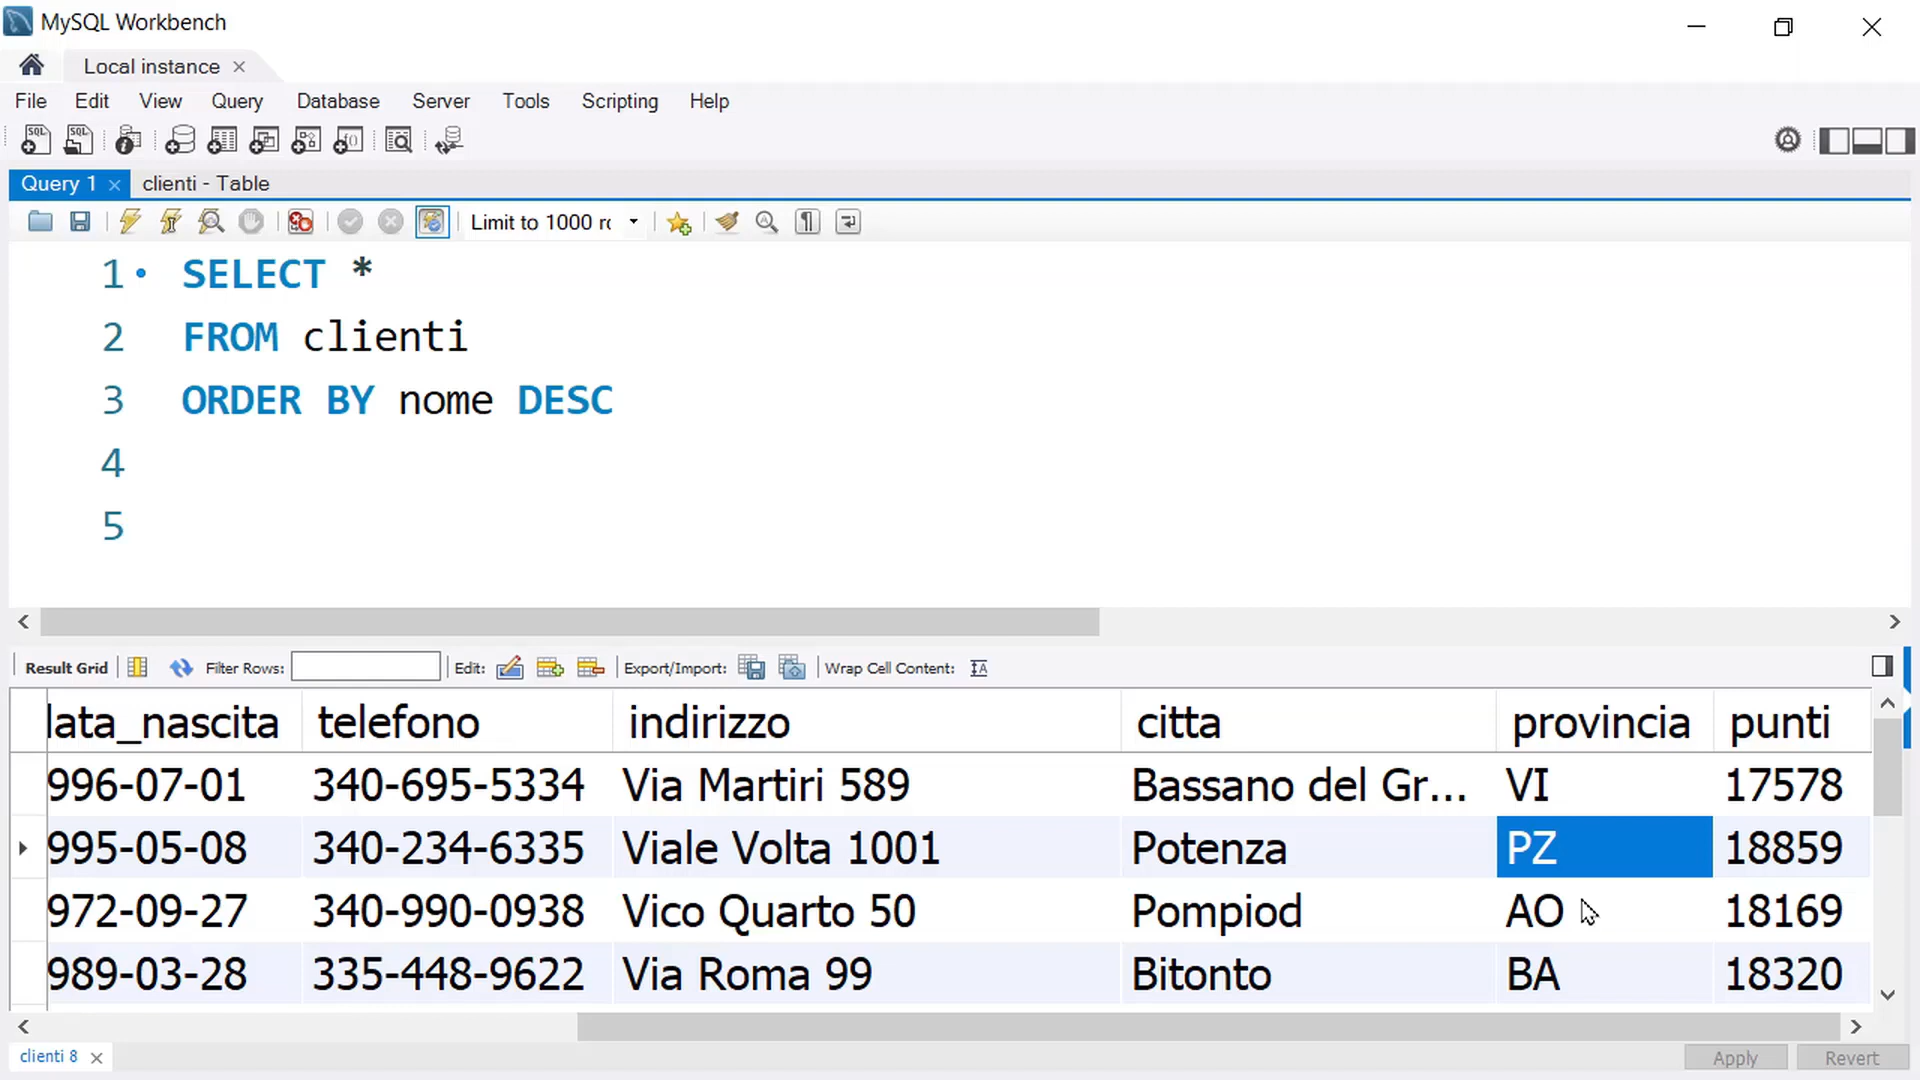 MySQL Workbench
Local instance
File Edit View Query Database Server Tools Scripting Help
Query 1 clienti - Table
Limit to 1000 rc
1 SELECT *
2 FROM clienti
3 ORDER BY nome DESC
4
5
Result Grid Filter Rows: Edit: Export/Import: Wrap Cell Content:
lata_nascita telefono indirizzo citta provincia punti
996-07-01 340-695-5334 Via Martiri 589 Bassano del Gr... VI 17578
995-05-08 340-234-6335 Viale Volta 1001 Potenza PZ 18859
972-09-27 340-990-0938 Vico Quarto 50 Pompiod AO 18169
989-03-28 335-448-9622 Via Roma 99 Bitonto BA 18320
clienti 8 Apply Revert